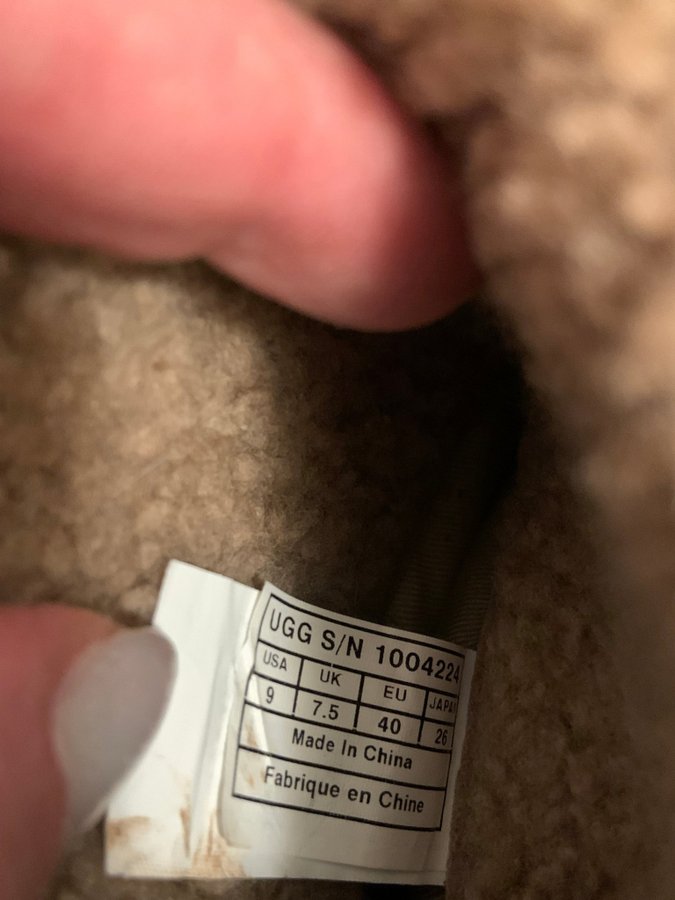 UGG S/N 1004224
USA UK EU JAPAN
9 7.5 40 26
Made In China
Fabrique en Chine